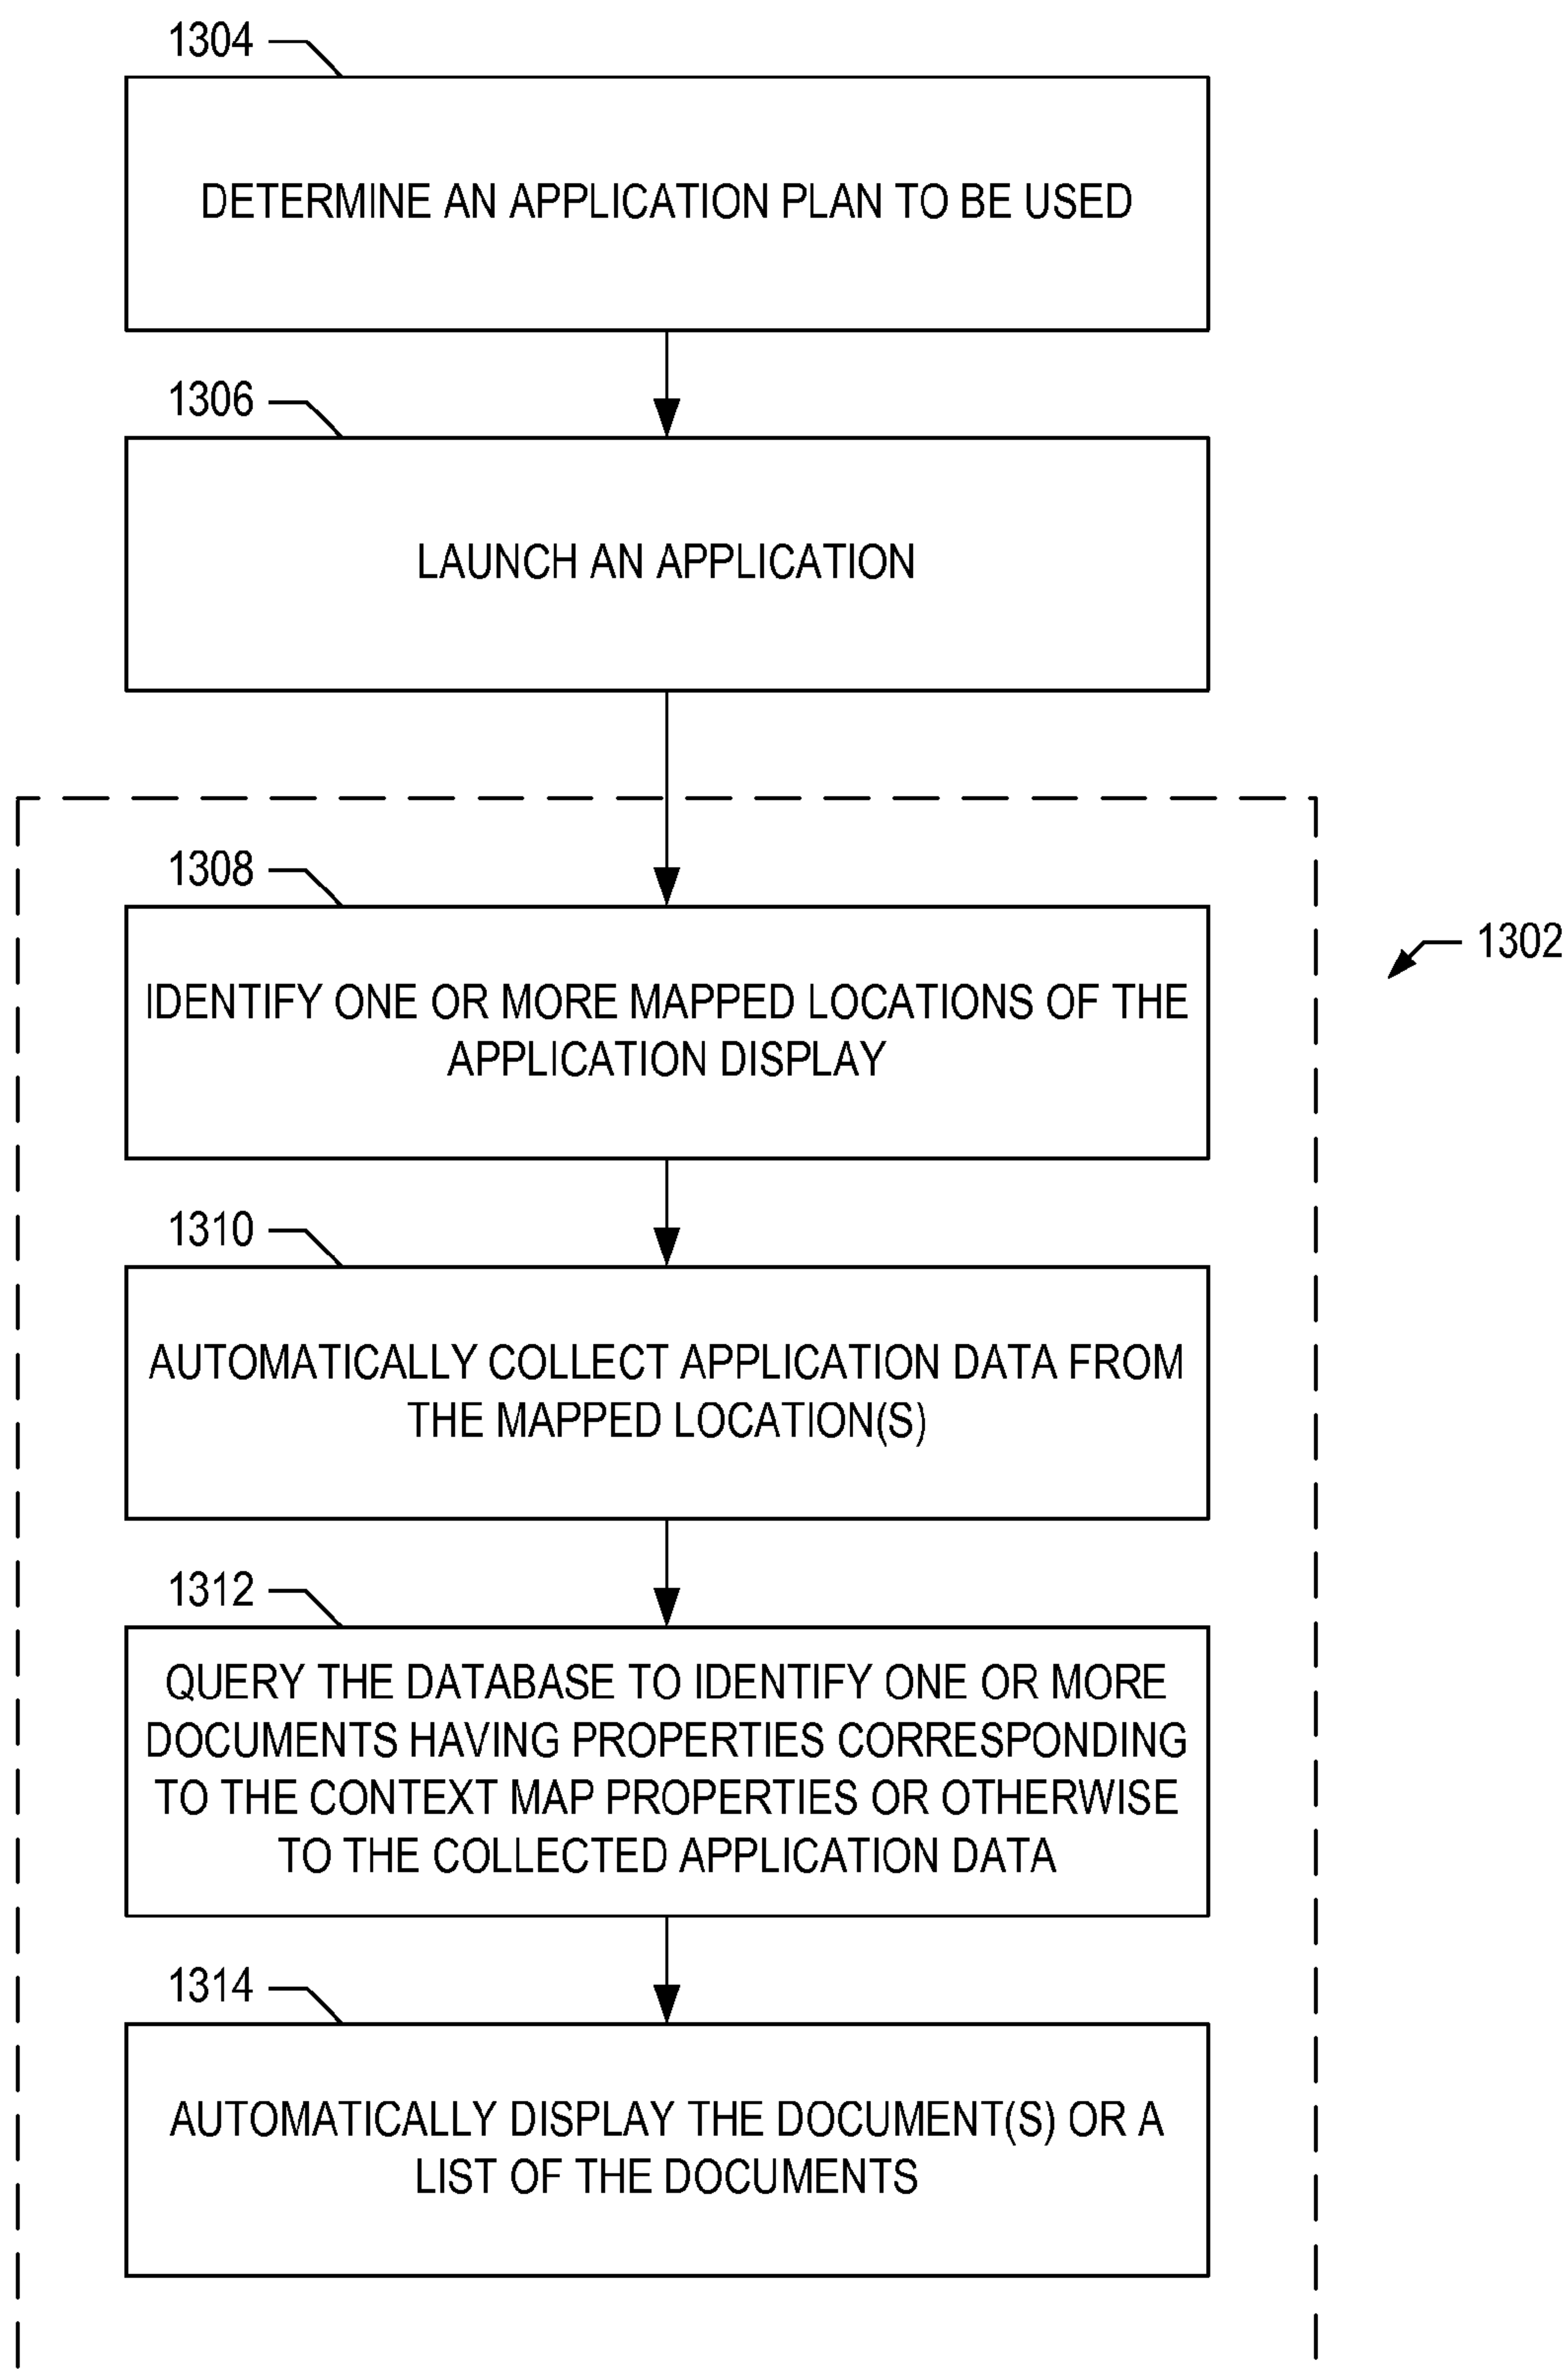 1304
DETERMINE AN APPLICATION PLAN TO BE USED
1306
LAUNCH AN APPLICATION
1308
IDENTIFY ONE OR MORE MAPPED LOCATIONS OF THE
APPLICATION DISPLAY
1302
1310
AUTOMATICALLY COLLECT APPLICATION DATA FROM
THE MAPPED LOCATION(S)
1312
QUERY THE DATABASE TO IDENTIFY ONE OR MORE
DOCUMENTS HAVING PROPERTIES CORRESPONDING
TO THE CONTEXT MAP PROPERTIES OR OTHERWISE
TO THE COLLECTED APPLICATION DATA
1314
AUTOMATICALLY DISPLAY THE DOCUMENT(S) OR A
LIST OF THE DOCUMENTS